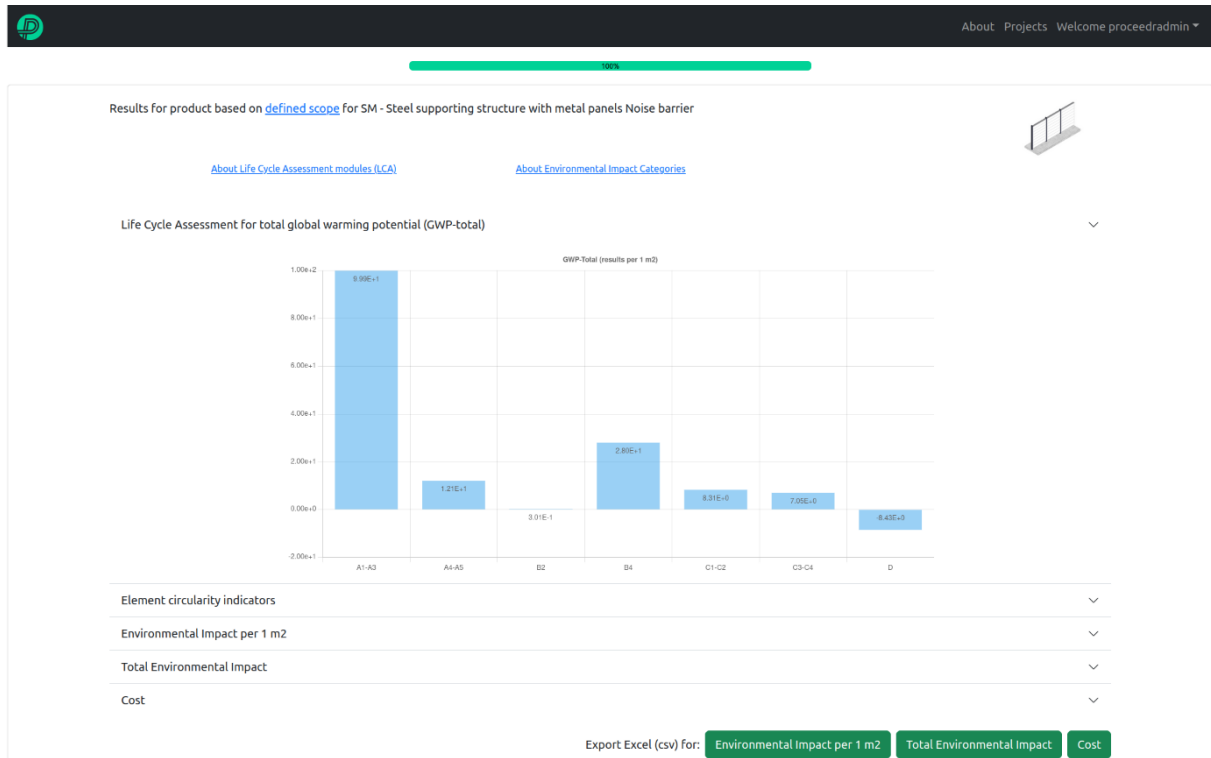 About Projects Welcome proceedradmin
100%
Results for product based on defined scope for SM - Steel supporting structure with metal panels Noise barrier
About Life Cycle Assessment modules (LCA) About Environmental Impact Categories
Life Cycle Assessment for total global warming potential (GWP-total)
GWP-Total (results per 1 m2)
1.00e+2
9.99E+1
8.00e+1
6.00e+1
4.00e+1
2.80E+1
2.00e+1
1.21E+1
8.31E+0
7.05E+0
0.00e+0
3.01E-1
-8.43E+0
-2.00e+1
A1-A3 A4-A5 B2 B4 C1-C2 C3-C4 D
Element circularity indicators
Environmental Impact per 1 m2
Total Environmental Impact
Cost
Export Excel (csv) for: Environmental Impact per 1 m2 Total Environmental Impact Cost